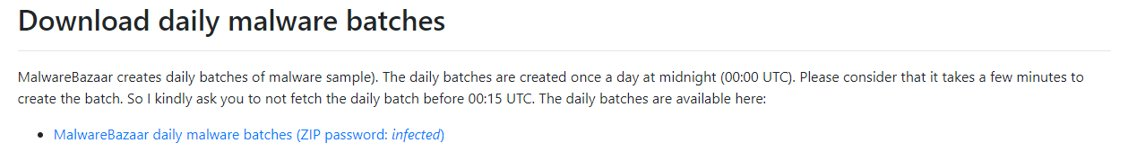 Download daily malware batches
MalwareBazaar creates daily batches of malware sample). The daily batches are created once a day at midnight (00:00 UTC). Please consider that it takes a few minutes to
create the batch. So I kindly ask you to not fetch the daily batch before 00:15 UTC. The daily batches are available here:
• MalwareBazaar daily malware batches (ZIP password: infected)